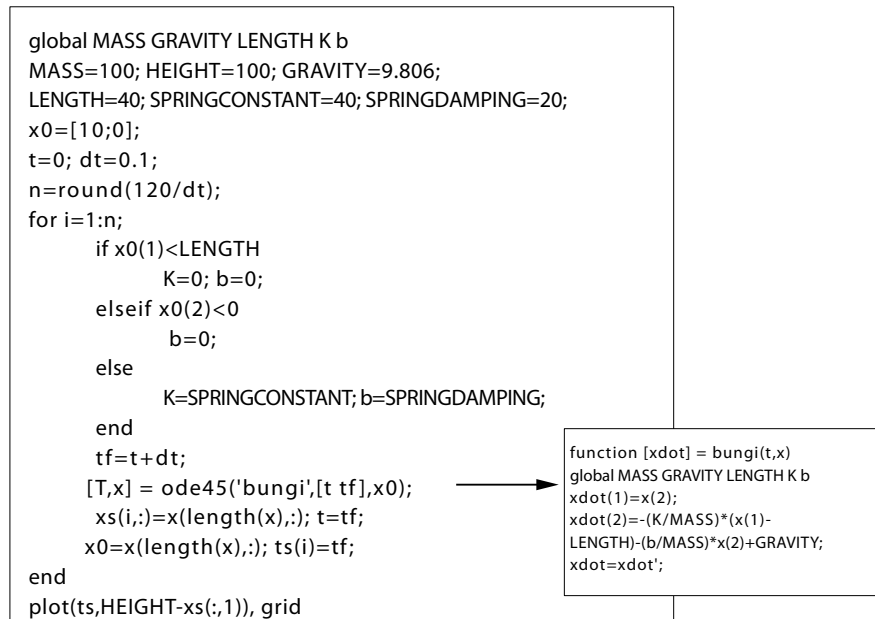 global MASS GRAVITY LENGTH K b
MASS=100; HEIGHT=100; GRAVITY=9.806;
LENGTH=40; SPRINGCONSTANT=40; SPRINGDAMPING=20;
x0=[10;0];
t=0; dt=0.1;
n=round(120/dt);
for i=1:n;
if x0(1)<LENGTH
K=0; b=0;
elseif x0(2)<0
b=0;
else
K=SPRINGCONSTANT; b=SPRINGDAMPING;
end
tf=t+dt;
[T,x] = ode45('bungi',[t tf],x0);
xs(i,:)=x(length(x),:); t=tf;
x0=x(length(x),:); ts(i)=tf;
end
plot(ts,HEIGHT-xs(:,1)), grid
function [xdot] = bungi(t,x)
global MASS GRAVITY LENGTH K b
xdot(1)=x(2);
xdot(2)=-(K/MASS)*(x(1)-
LENGTH)-(b/MASS)*x(2)+GRAVITY;
xdot=xdot';